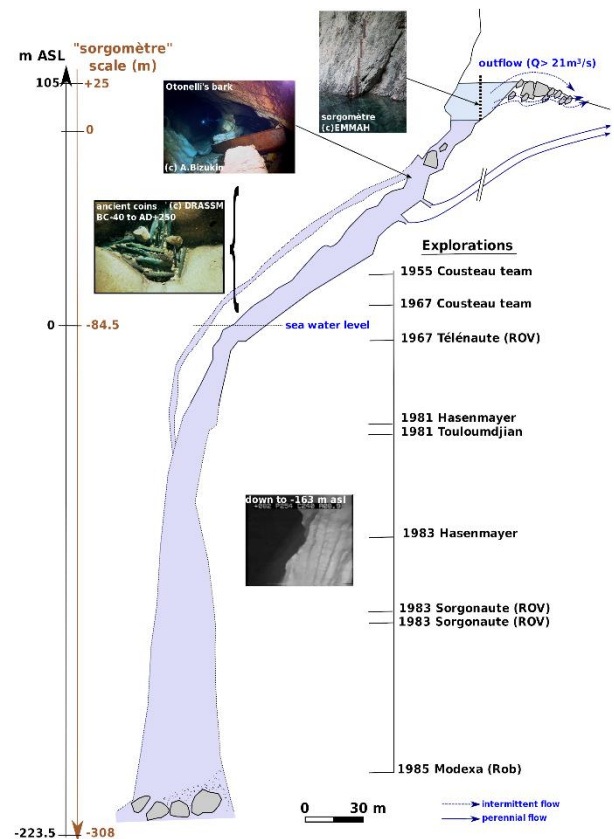 m ASL
"sorgomètre"
scale (m)
105
+25
0
outflow (Q> 21m³/s)
sorgomètre
(c)EMMAH
Otonelli's bark
(c) A.Bizukin
ancient coins (c) DRASSM
BC-40 to AD+250
Explorations
1955 Cousteau team
1967 Cousteau team
0
-84.5
sea water level
1967 Télénaute (ROV)
1981 Hasenmayer
1981 Touloumdjian
down to -163 m asl
1983 Hasenmayer
1983 Sorgonaute (ROV)
1983 Sorgonaute (ROV)
1985 Modexa (Rob)
0 30 m
intermittent flow
perennial flow
-223.5
-308